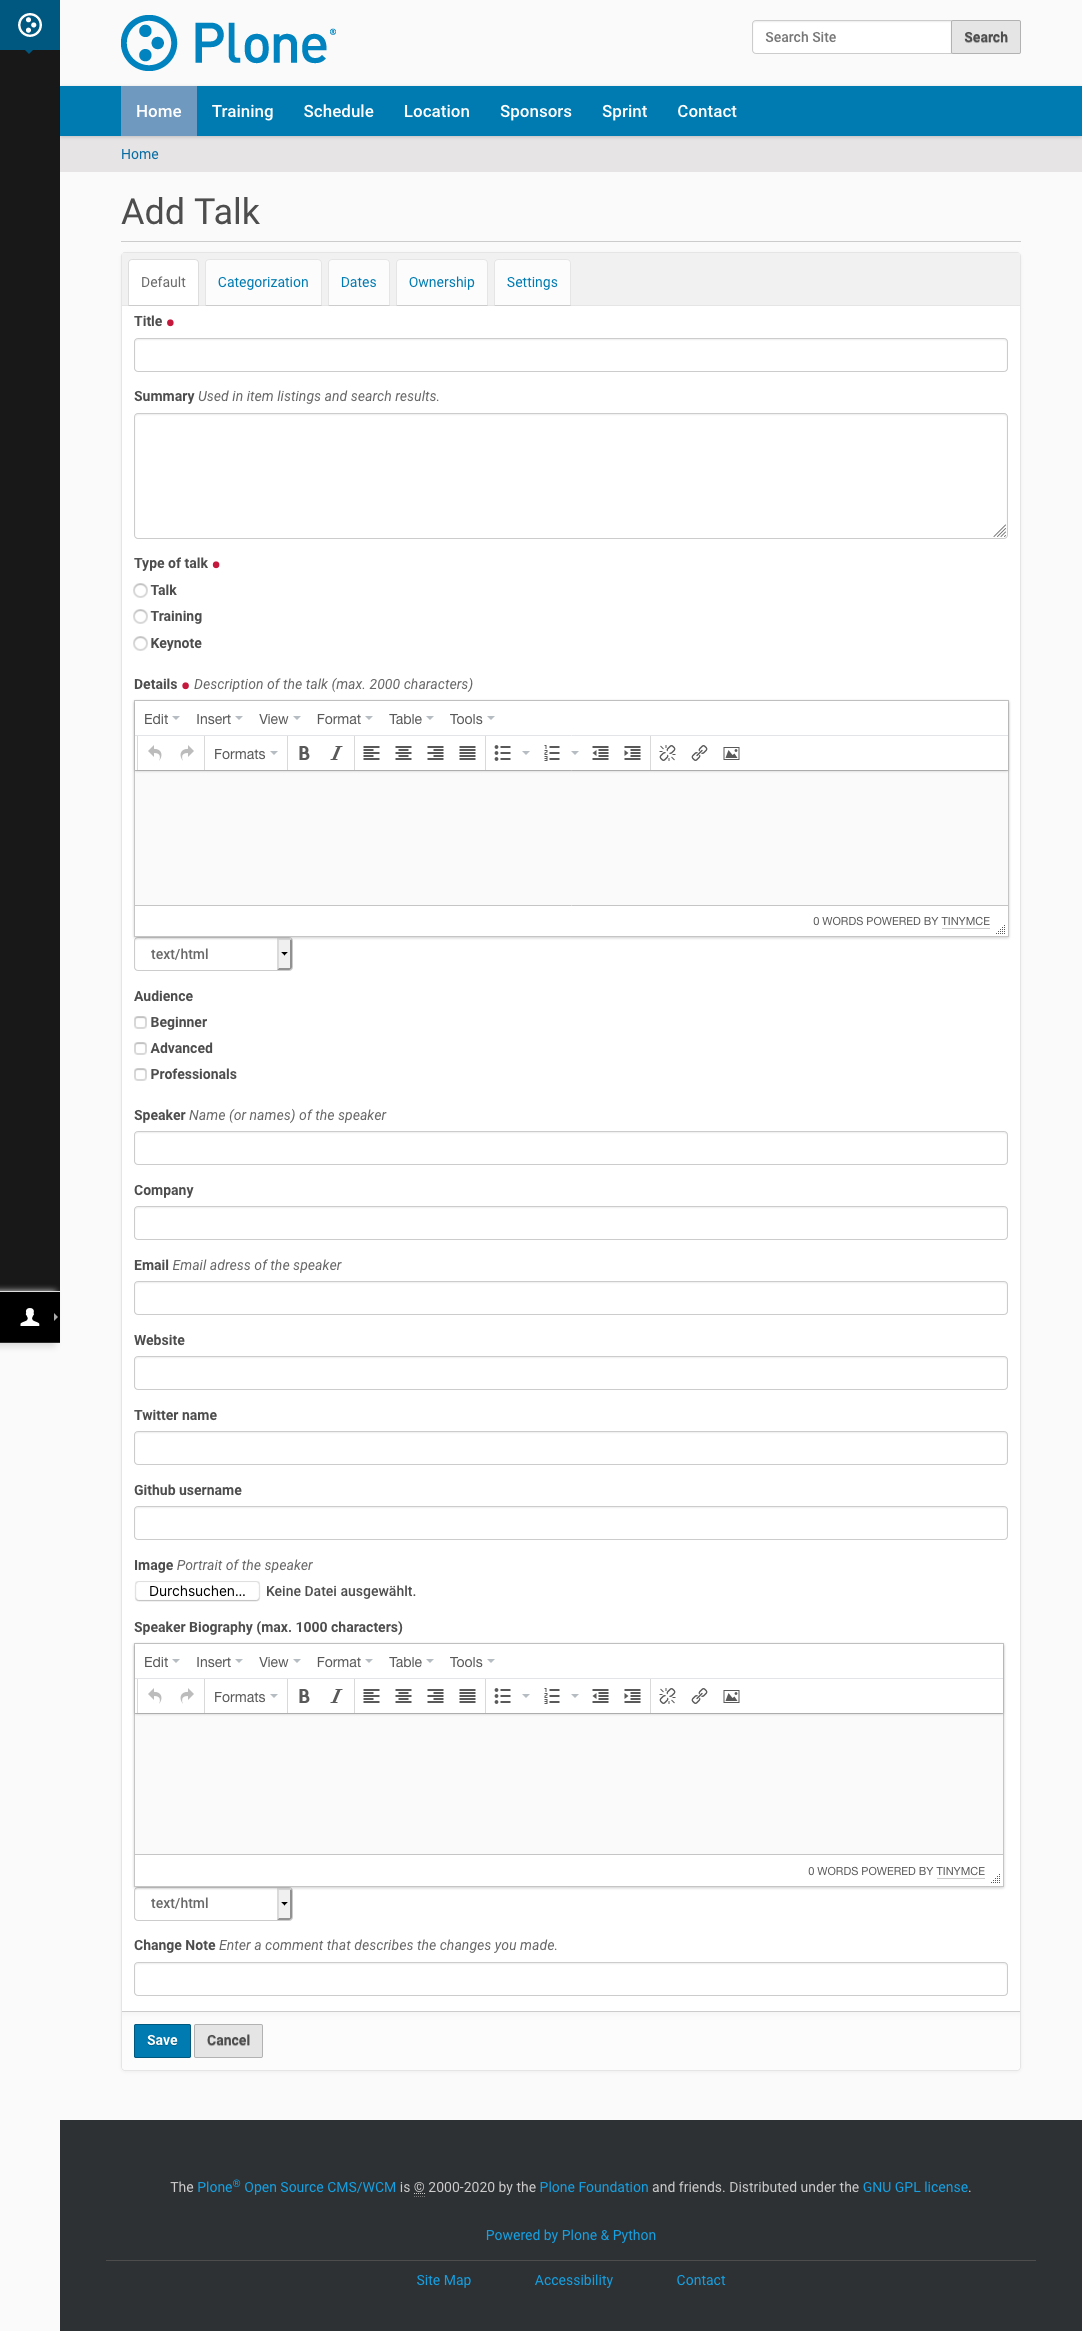 Plone®
Search Site Search
Home Training Schedule Location Sponsors Sprint Contact
Home
Add Talk
Default Categorization Dates Ownership Settings
Title
Summary Used in item listings and search results.
Type of talk
Talk
Training
Keynote
Details Description of the talk (max. 2000 characters)
Edit Insert View Format Table Tools
Formats B I
0 WORDS POWERED BY TINYMCE
text/html
Audience
Beginner
Advanced
Professionals
Speaker Name (or names) of the speaker
Company
Email Email adress of the speaker
Website
Twitter name
Github username
Image Portrait of the speaker
Durchsuchen... Keine Datei ausgewählt.
Speaker Biography (max. 1000 characters)
Edit Insert View Format Table Tools
Formats B I
0 WORDS POWERED BY TINYMCE
text/html
Change Note Enter a comment that describes the changes you made.
Save Cancel
The Plone® Open Source CMS/WCM is © 2000-2020 by the Plone Foundation and friends. Distributed under the GNU GPL license.
Powered by Plone & Python
Site Map Accessibility Contact